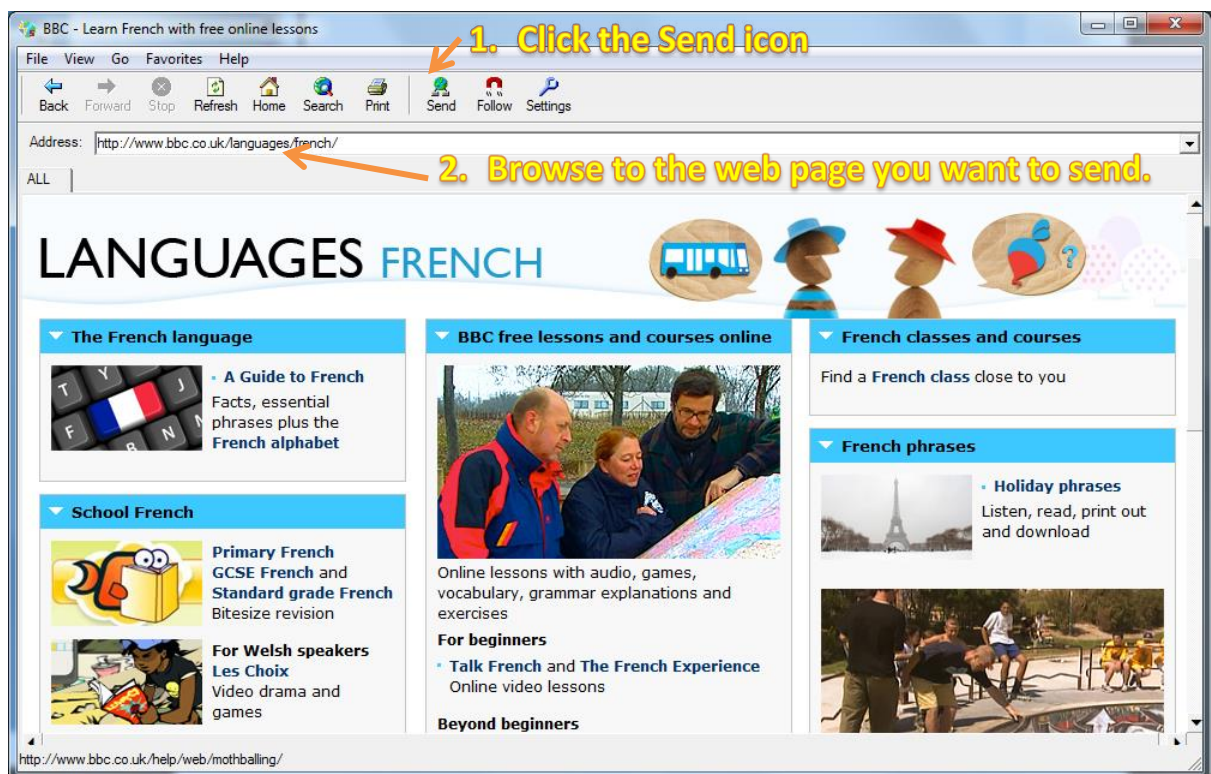 BBC - Learn French with free online lessons
1. Click the Send icon
File View Go Favorites Help
Back Forward Stop Refresh Home Search Print Send Follow Settings
Address: http://www.bbc.co.uk/languages/french/
2. Browse to the web page you want to send.
ALL
LANGUAGES FRENCH
?
The French language
T Y J
F R N
A Guide to French
Facts, essential
phrases plus the
French alphabet
School French
Primary French
GCSE French and
Standard grade French
Bitesize revision
For Welsh speakers
Les Choix
Video drama and
games
BBC free lessons and courses online
Online lessons with audio, games,
vocabulary, grammar explanations and
exercises
For beginners
Talk French and The French Experience
Online video lessons
Beyond beginners
French classes and courses
Find a French class close to you
French phrases
Holiday phrases
Listen, read, print out
and download
http://www.bbc.co.uk/help/web/mothballing/